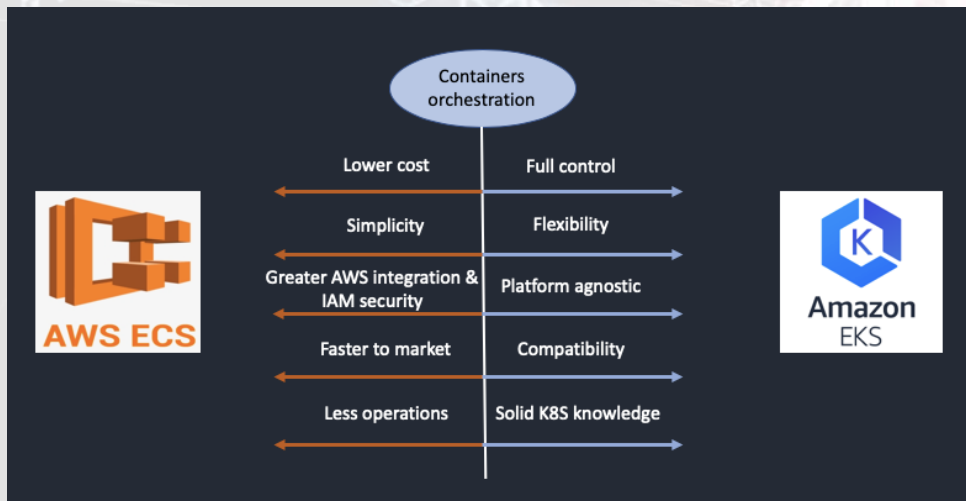 Containers
orchestration
Lower cost
Full control
Simplicity
Flexibility
Greater AWS integration &
IAM security
Platform agnostic
Faster to market
Compatibility
Less operations
Solid K8S knowledge
AWS ECS
K
Amazon
EKS